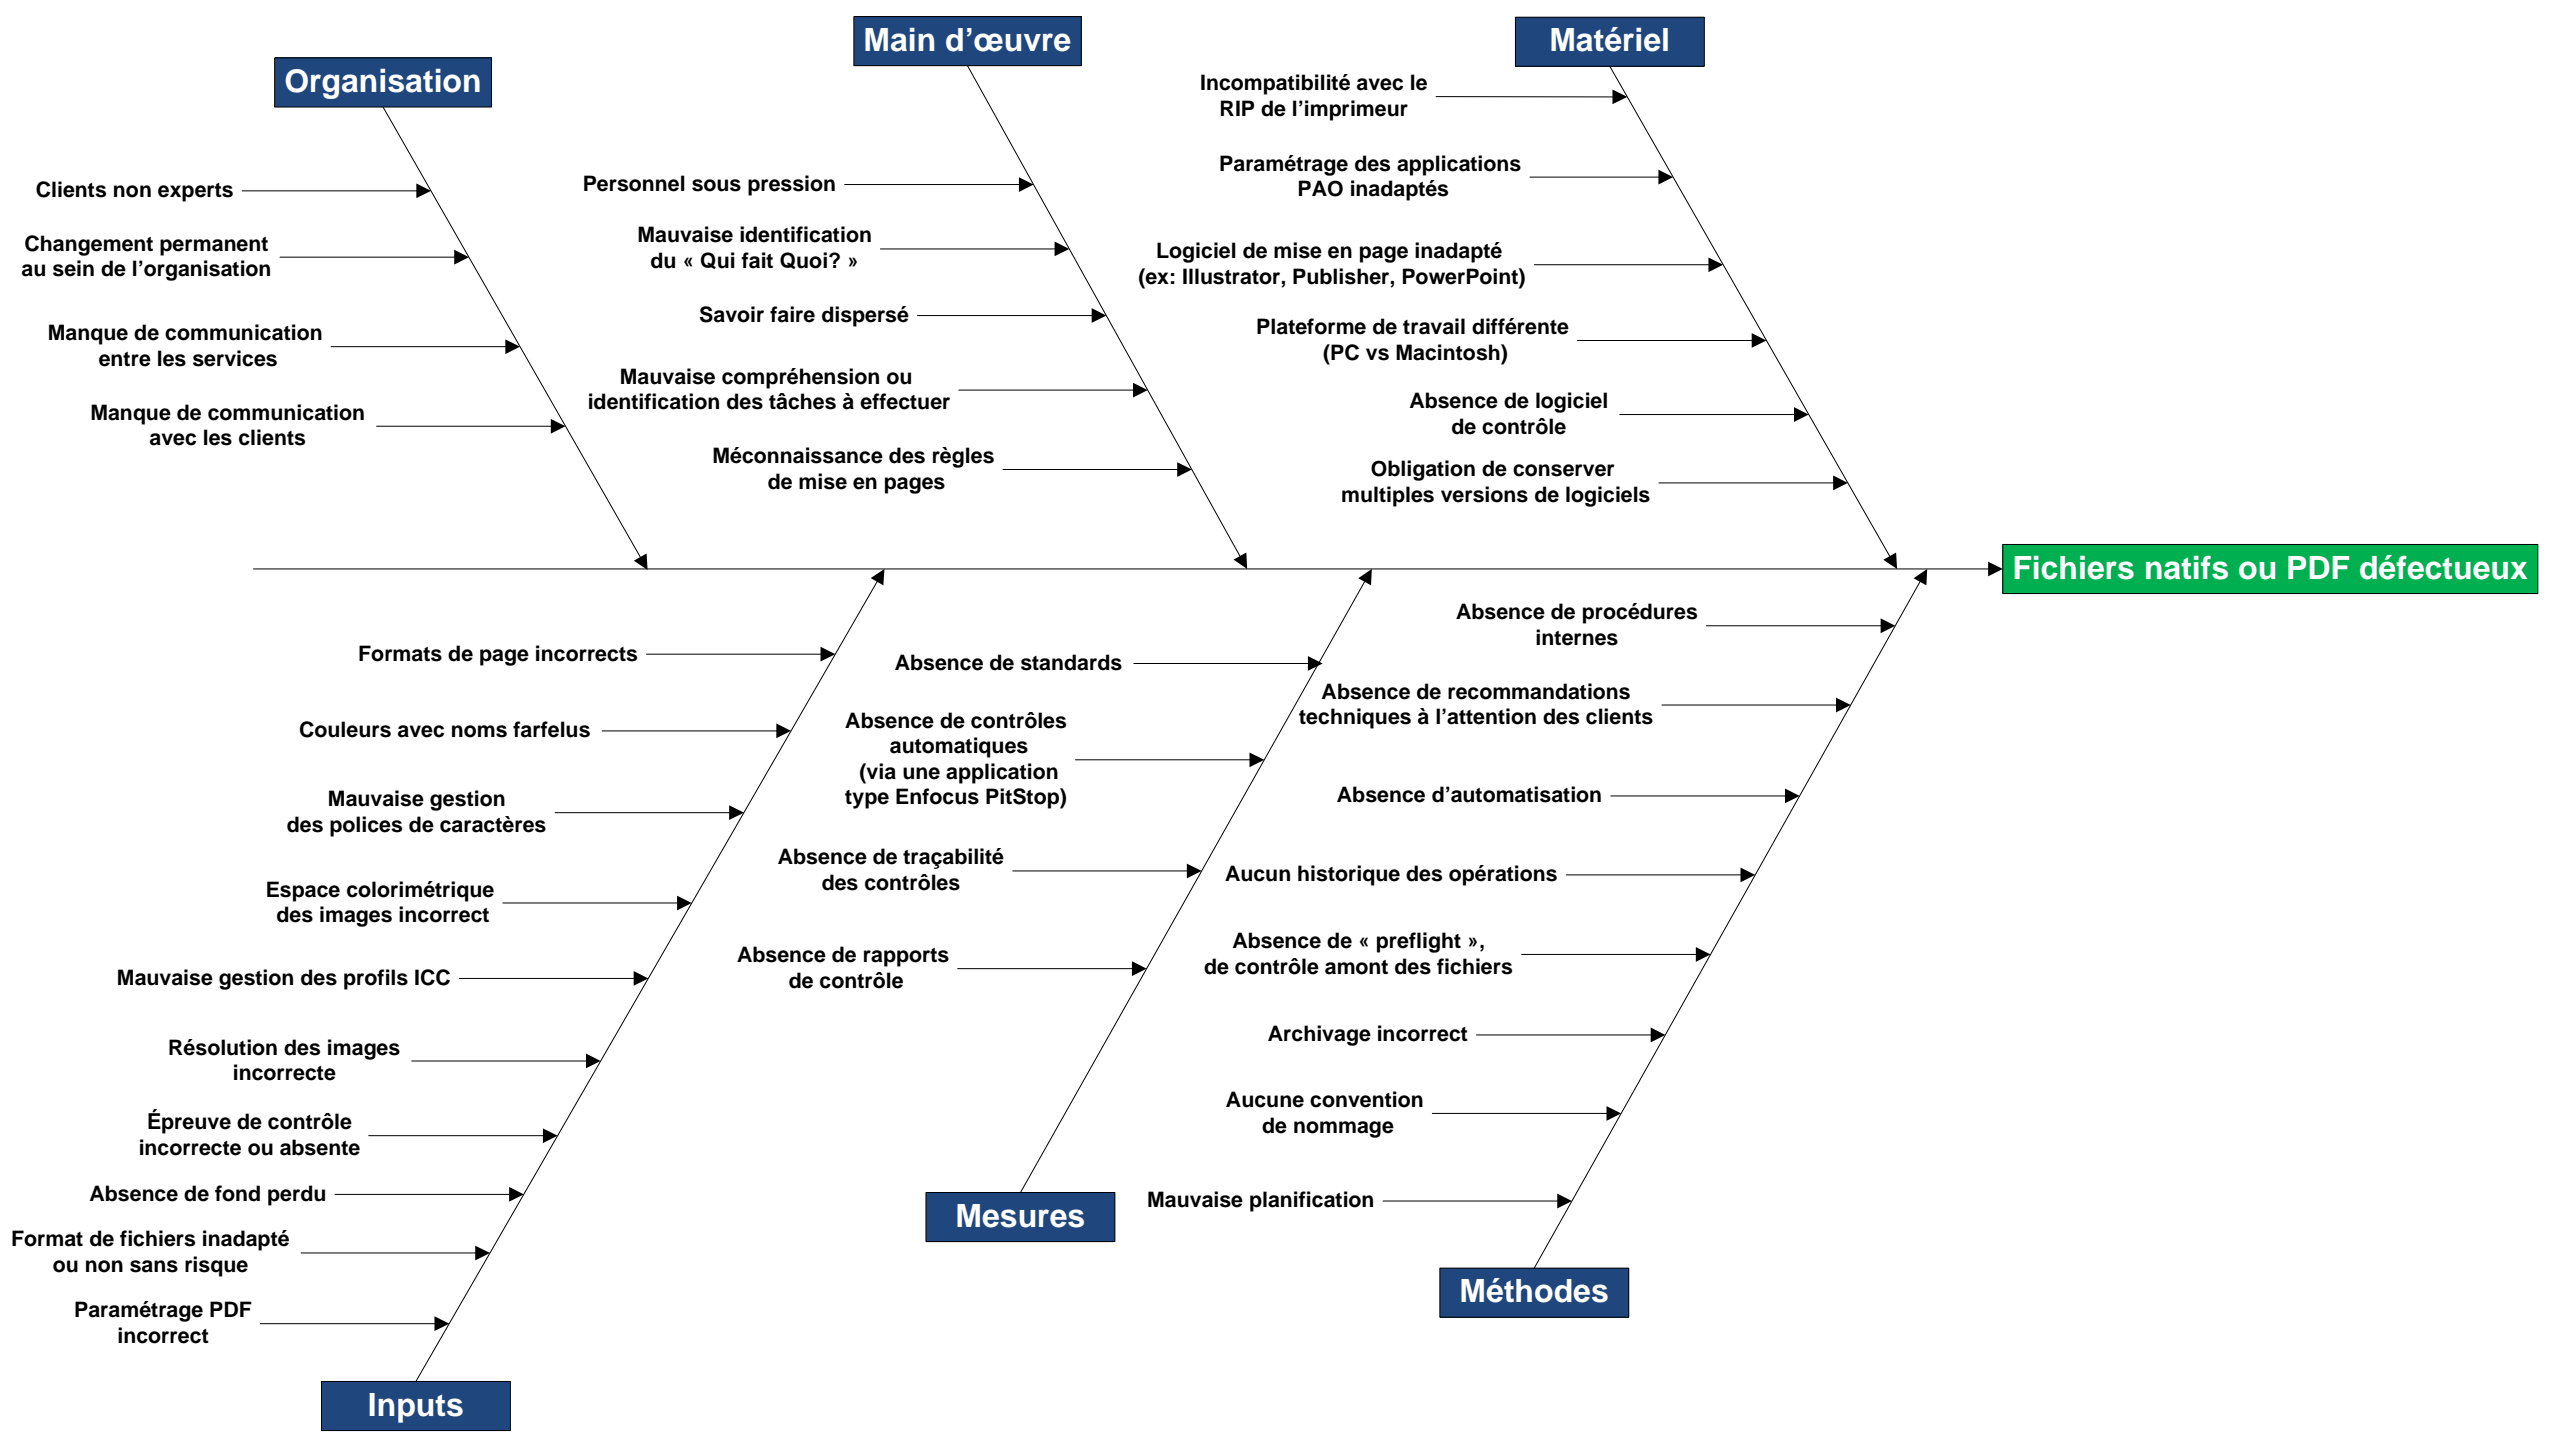 Organisation
Clients non experts
Changement permanent
au sein de l’organisation
Manque de communication
entre les services
Manque de communication
avec les clients
Main d’œuvre
Personnel sous pression
Mauvaise identification
du « Qui fait Quoi? »
Savoir faire dispersé
Mauvaise compréhension ou
identification des tâches à effectuer
Méconnaissance des règles
de mise en pages
Matériel
Incompatibilité avec le
RIP de l’imprimeur
Paramétrage des applications
PAO inadaptés
Logiciel de mise en page inadapté
(ex: Illustrator, Publisher, PowerPoint)
Plateforme de travail différente
(PC vs Macintosh)
Absence de logiciel
de contrôle
Obligation de conserver
multiples versions de logiciels
Fichiers natifs ou PDF défectueux
Formats de page incorrects
Couleurs avec noms farfelus
Mauvaise gestion
des polices de caractères
Espace colorimétrique
des images incorrect
Mauvaise gestion des profils ICC
Résolution des images
incorrecte
Épreuve de contrôle
incorrecte ou absente
Absence de fond perdu
Format de fichiers inadapté
ou non sans risque
Paramétrage PDF
incorrect
Inputs
Absence de standards
Absence de contrôles
automatiques
(via une application
type Enfocus PitStop)
Absence de traçabilité
des contrôles
Absence de rapports
de contrôle
Mesures
Absence de procédures
internes
Absence de recommandations
techniques à l’attention des clients
Absence d’automatisation
Aucun historique des opérations
Absence de « preflight »,
de contrôle amont des fichiers
Archivage incorrect
Aucune convention
de nommage
Mauvaise planification
Méthodes